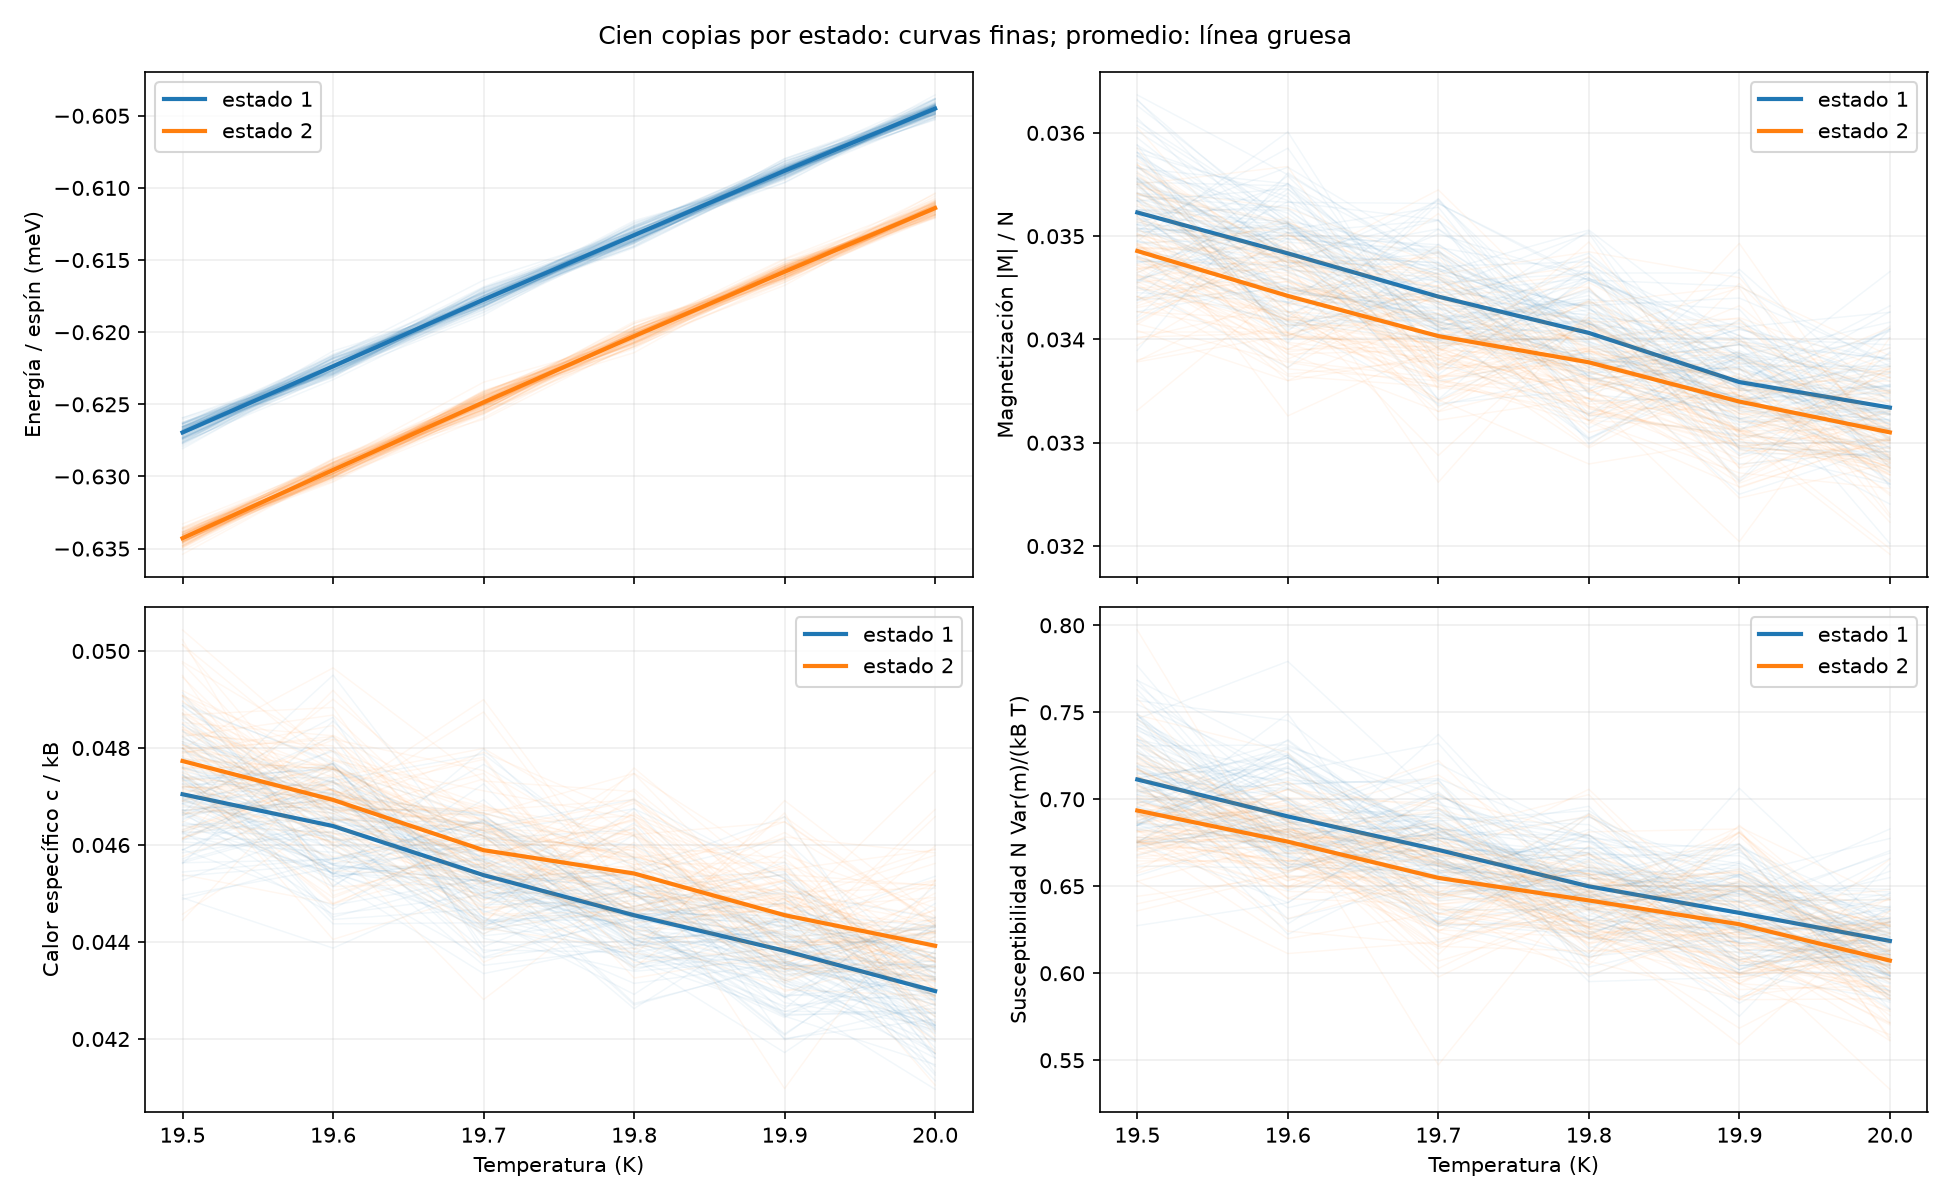 Cien copias por estado: curvas finas; promedio: línea gruesa
estado 1
estado 2
−0.605
−0.610
−0.615
−0.620
−0.625
−0.630
−0.635
Energía / espín (meV)
estado 1
estado 2
0.036
0.035
0.034
0.033
0.032
Magnetización |M| / N
estado 1
estado 2
0.050
0.048
0.046
0.044
0.042
Calor específico c / kB
19.5 19.6 19.7 19.8 19.9 20.0
Temperatura (K)
estado 1
estado 2
0.80
0.75
0.70
0.65
0.60
0.55
Susceptibilidad N Var(m)/(kB T)
19.5 19.6 19.7 19.8 19.9 20.0
Temperatura (K)